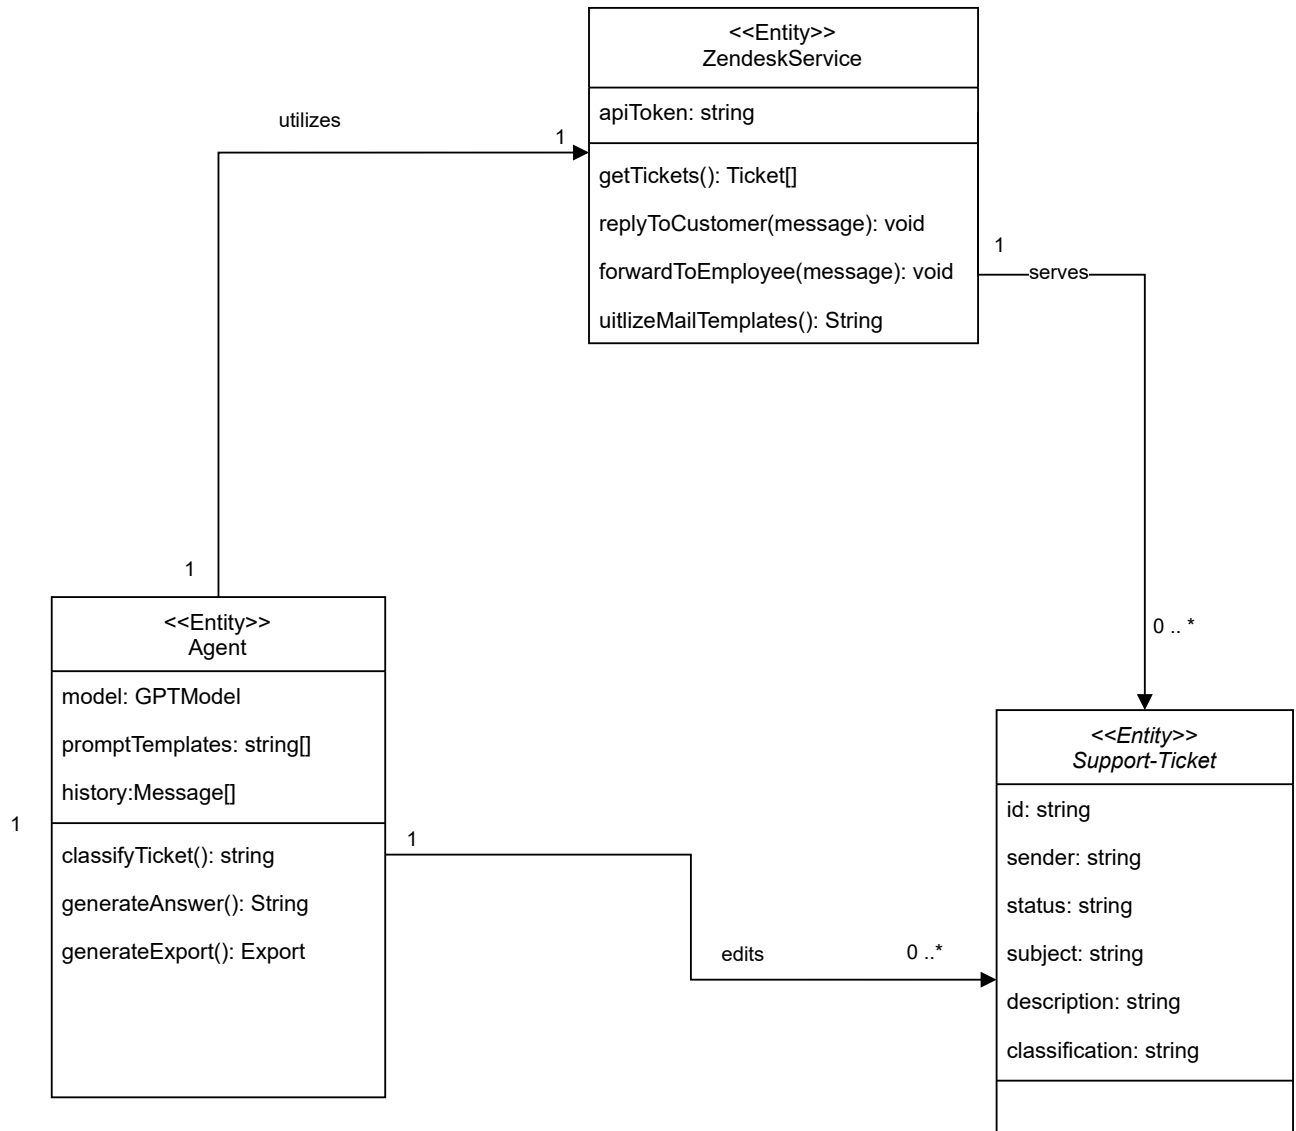 <<Entity>>
ZendeskService
apiToken: string
getTickets(): Ticket[]
replyToCustomer(message): void
forwardToEmployee(message): void
uitlizeMailTemplates(): String
utilizes
1
1
serves
1
0 .. *
<<Entity>>
Agent
model: GPTModel
promptTemplates: string[]
history:Message[]
classifyTicket(): string
generateAnswer(): String
generateExport(): Export
1
1
edits
0 ..*
<<Entity>>
Support-Ticket
id: string
sender: string
status: string
subject: string
description: string
classification: string